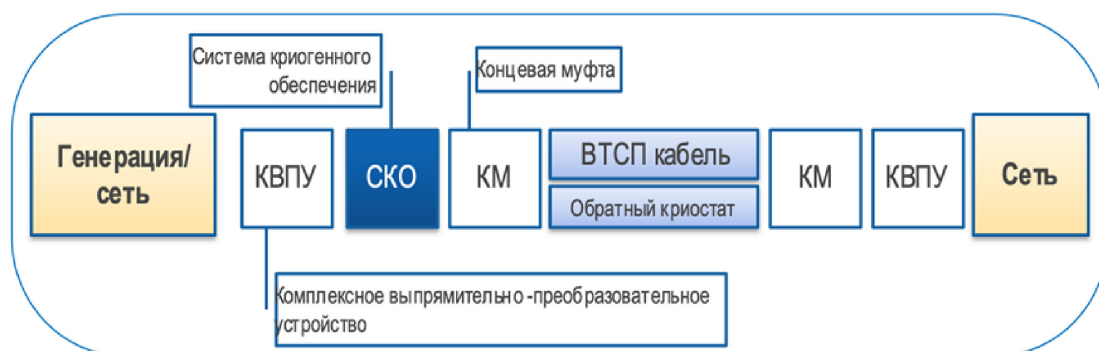 Система криогенного
обеспечения
Концевая муфта
Генерация/
сеть
КВПУ
СКО
КМ
ВТСП кабель
Обратный криостат
КМ
КВПУ
Сеть
Комплексное выпрямительно -преобразовательное
устройство